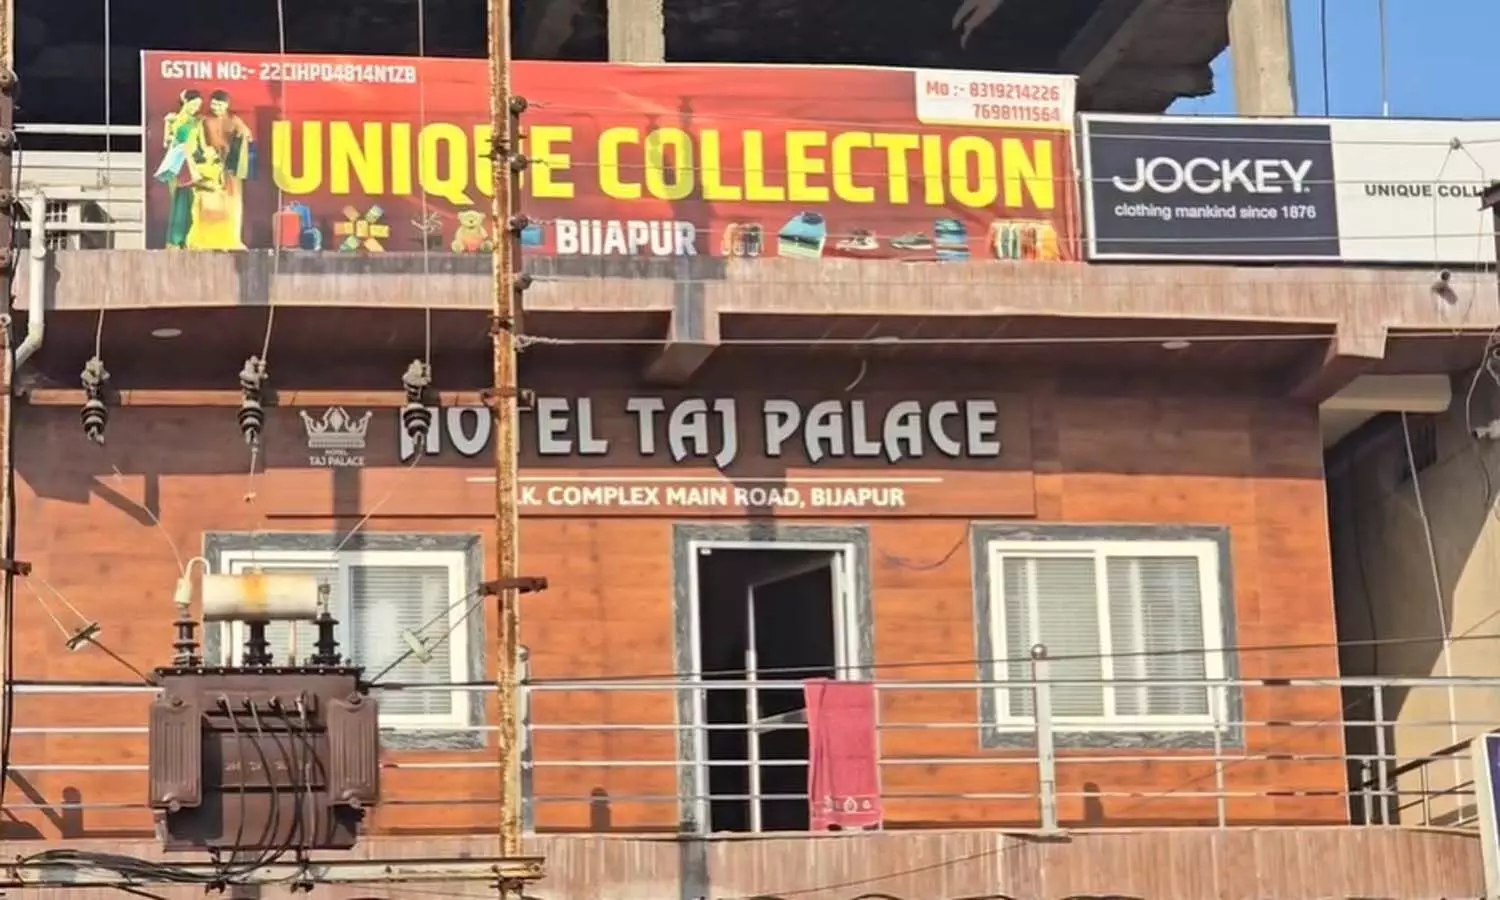 GSTIN NO:- 22CIHPD4814N1ZB
Mo :- 8319214226
7698111564
UNIQUE COLLECTION
BIJAPUR
JOCKEY
clothing mankind since 1876
UNIQUE
HOTEL TAJ PALACE
HOTEL
TAJ PALACE
COMPLEX MAIN ROAD, BIJAPUR